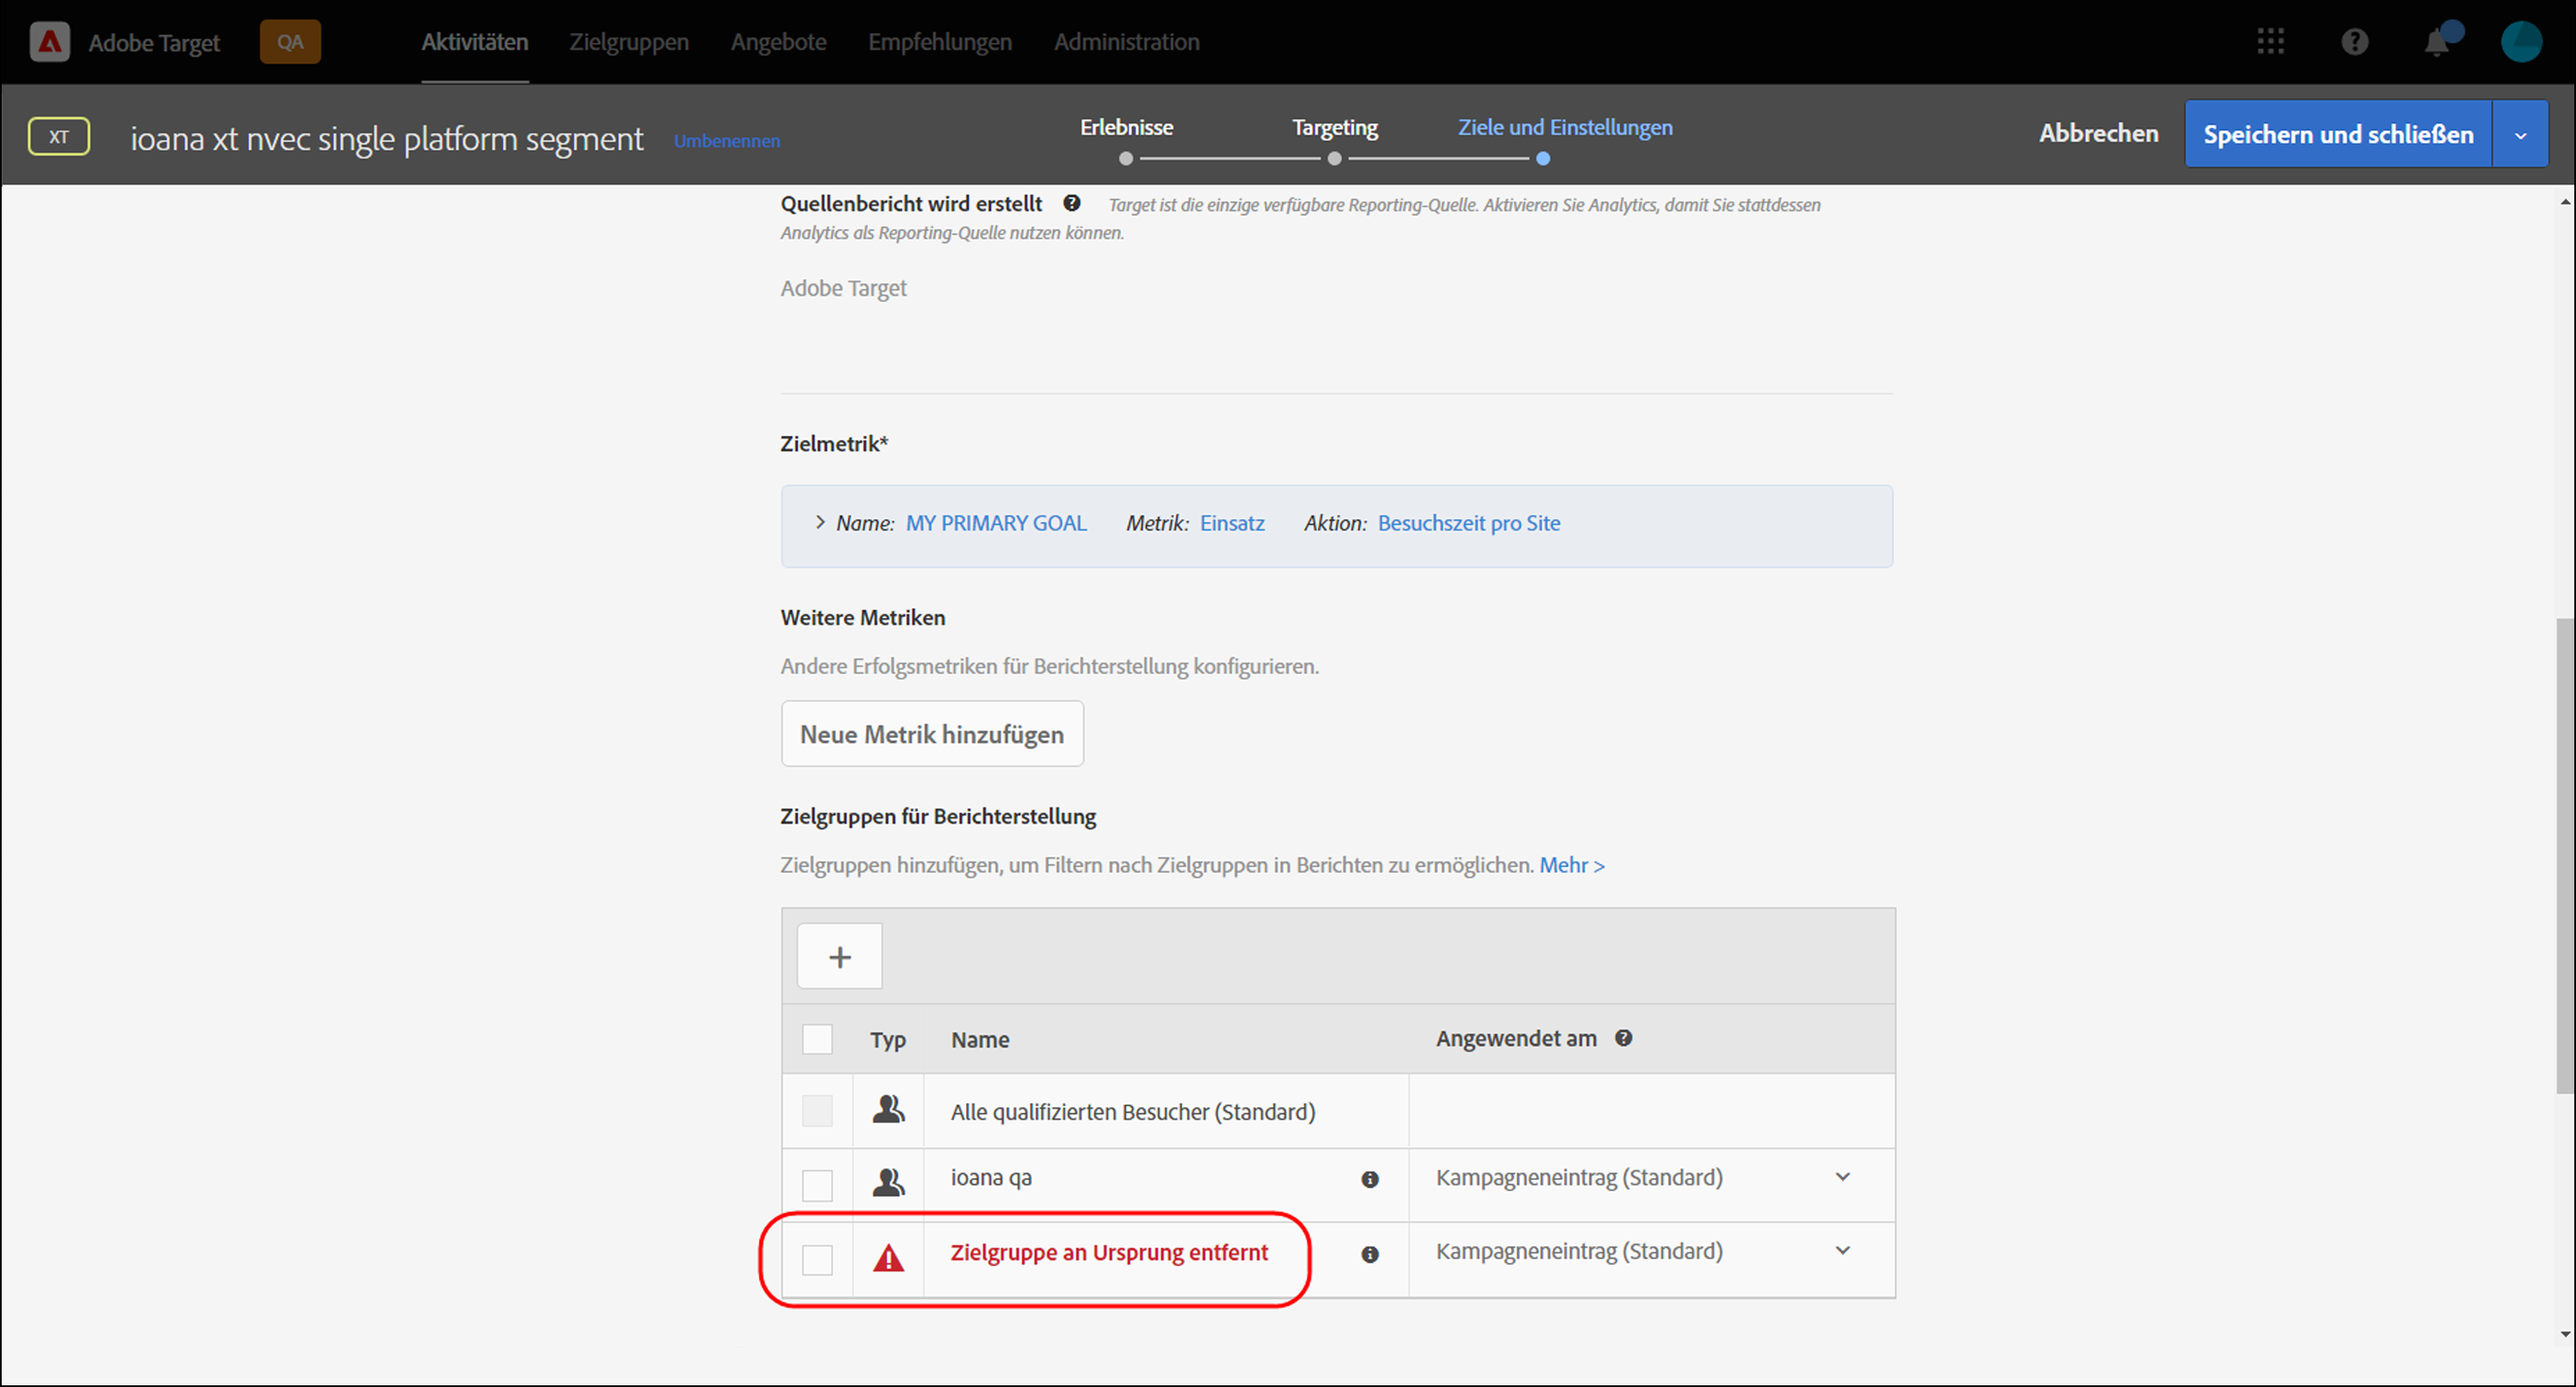 Adobe Target
QA
Aktivitäten
Zielgruppen
Angebote
Empfehlungen
Administration
XT
ioana xt nvec single platform segment
Umbenennen
Erlebnisse
Targeting
Ziele und Einstellungen
Abbrechen
Speichern und schließen
Quellenbericht wird erstellt ? Target ist die einzige verfügbare Reporting-Quelle. Aktivieren Sie Analytics, damit Sie stattdessen
Analytics als Reporting-Quelle nutzen können.
Adobe Target
Zielmetrik*
Name: MY PRIMARY GOAL Metrik: Einsatz Aktion: Besuchszeit pro Site
Weitere Metriken
Andere Erfolgsmetriken für Berichterstellung konfigurieren.
Neue Metrik hinzufügen
Zielgruppen für Berichterstellung
Zielgruppen hinzufügen, um Filtern nach Zielgruppen in Berichten zu ermöglichen. Mehr >
+
Typ Name Angewendet am ?
Alle qualifizierten Besucher (Standard)
ioana qa Kampagneneintrag (Standard)
Zielgruppe an Ursprung entfernt Kampagneneintrag (Standard)